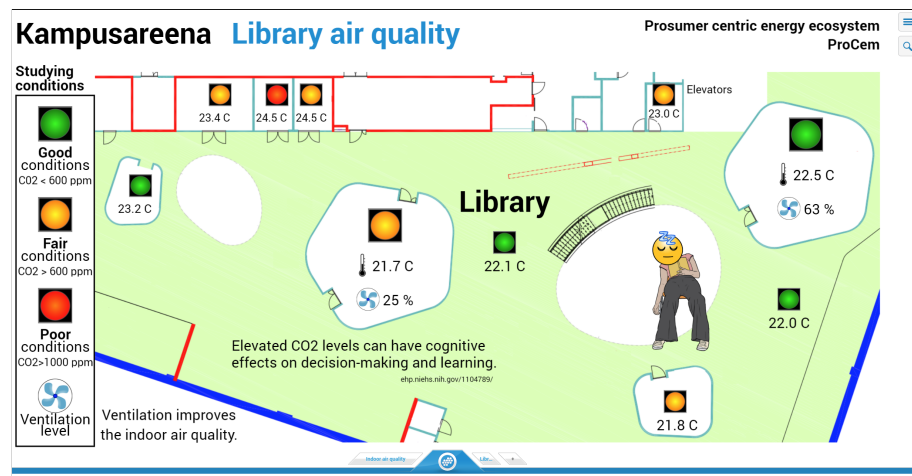 Kampusareena Library air quality
Prosumer centric energy ecosystem
ProCem
Studying
conditions
Good
conditions
CO2 < 600 ppm
Fair
conditions
CO2 > 600 ppm
Poor
conditions
CO2>1000 ppm
Ventilation
level
23.4 C
24.5 C
24.5 C
23.0 C
Elevators
23.2 C
21.7 C
25 %
Library
22.1 C
22.5 C
63 %
22.0 C
21.8 C
Elevated CO2 levels can have cognitive
effects on decision-making and learning.
ehp.niehs.nih.gov/1104789/
Ventilation improves
the indoor air quality.
Indoor air quality
Libr...
+